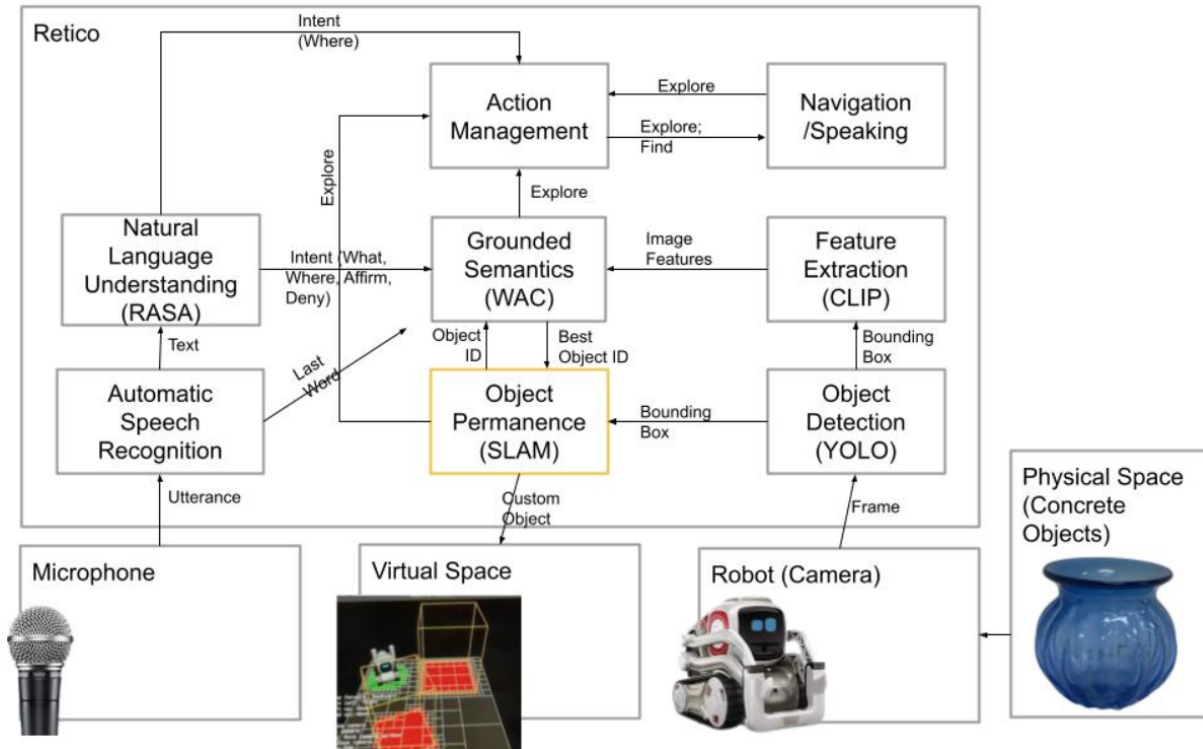 Retico
Intent
(Where)
Action
Management
Explore
Explore;
Find
Navigation
/Speaking
Explore
Explore
Natural
Language
Understanding
(RASA)
Intent (What,
Where, Affirm,
Deny)
Grounded
Semantics
(WAC)
Image
Features
Feature
Extraction
(CLIP)
Text
Last
Word
Object
ID
Best
Object ID
Bounding
Box
Automatic
Speech
Recognition
Object
Permanence
(SLAM)
Bounding
Box
Object
Detection
(YOLO)
Utterance
Custom
Object
Frame
Physical Space
(Concrete
Objects)
Microphone
Virtual Space
Robot (Camera)